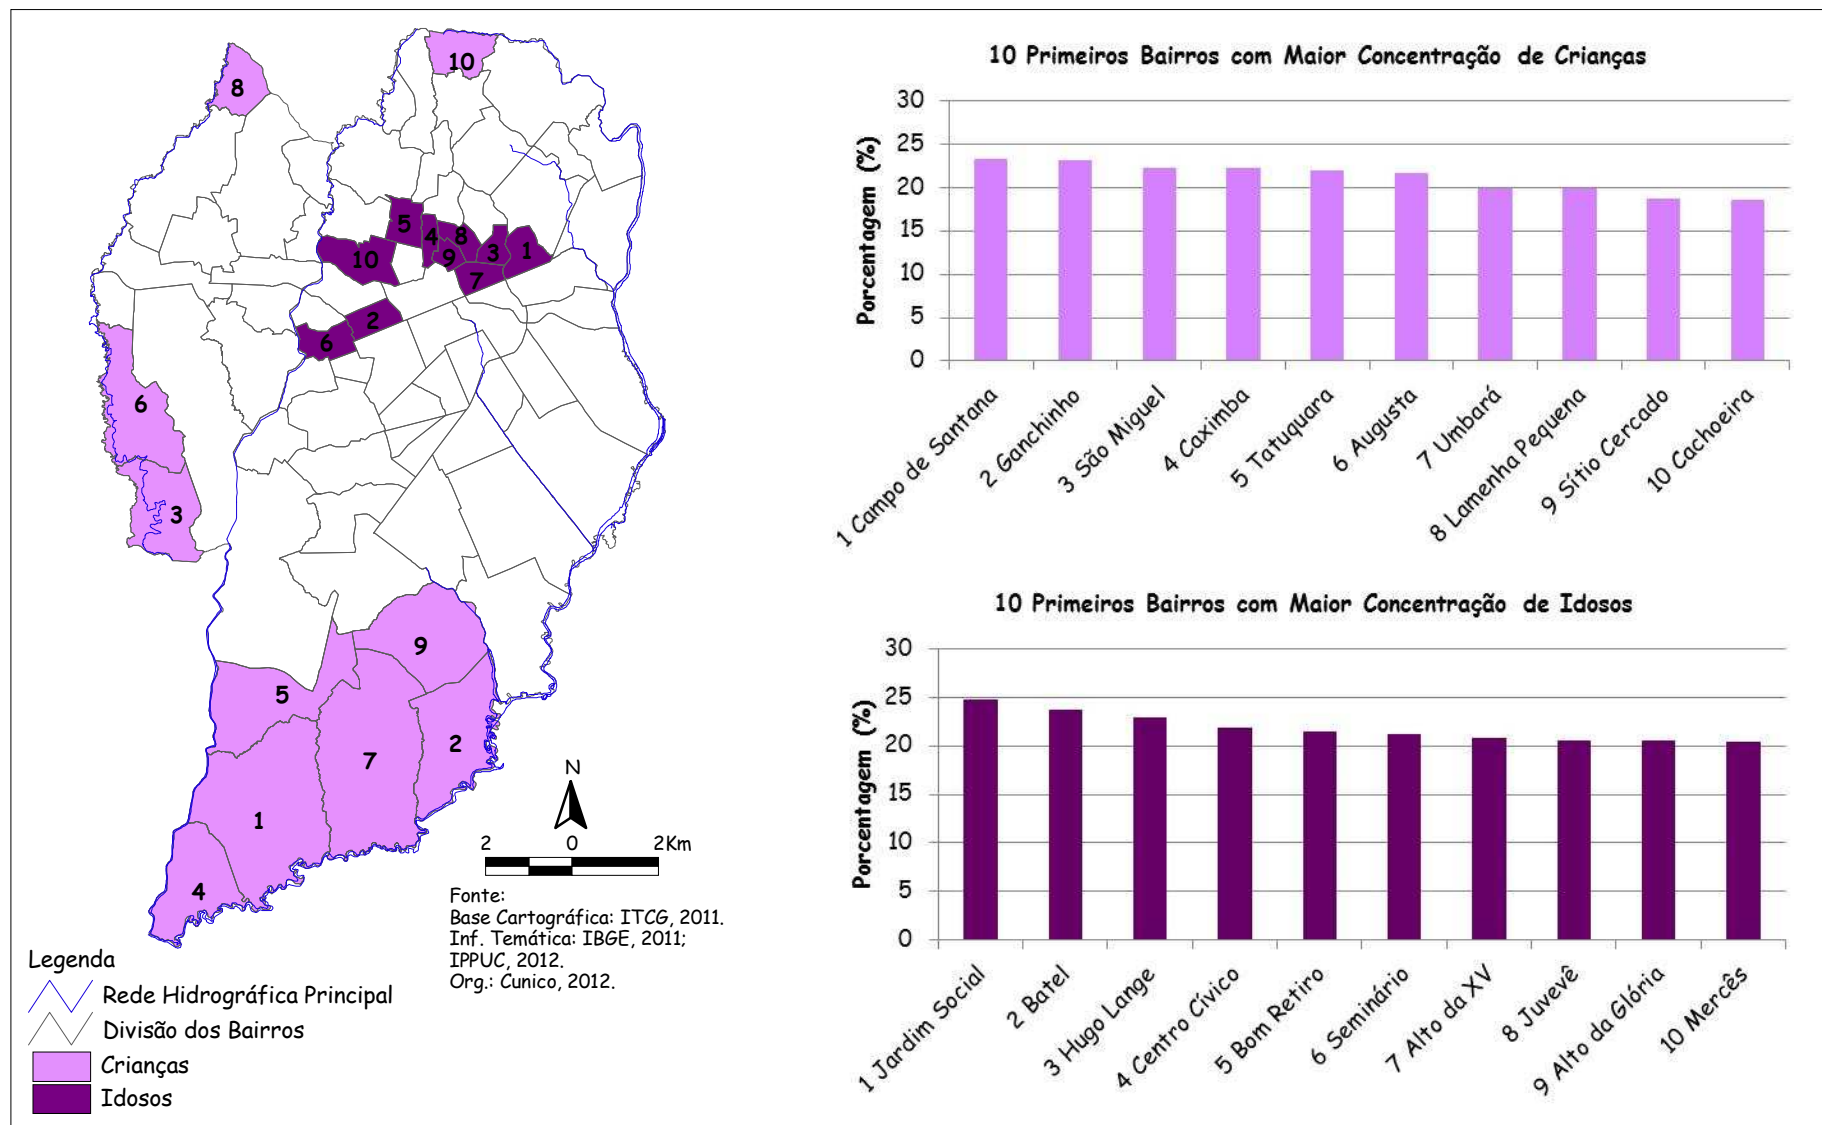 10
8
5
4
8
9
3
1
10
7
2
6
6
3
9
5
2
7
1
4
N
2 0 2Km
Fonte:
Base Cartográfica: ITCG, 2011.
Inf. Temática: IBGE, 2011;
IPPUC, 2012.
Org.: Cunico, 2012.
Legenda
Rede Hidrográfica Principal
Divisão dos Bairros
Crianças
Idosos
10 Primeiros Bairros com Maior Concentração de Crianças
Porcentagem (%)
30
25
20
15
10
5
0
1 Campo de Santana
2 Ganchinho
3 São Miguel
4 Caximba
5 Tatuquara
6 Augusta
7 Umbará
8 Lamenha Pequena
9 Sítio Cercado
10 Cachoeira
10 Primeiros Bairros com Maior Concentração de Idosos
Porcentagem (%)
30
25
20
15
10
5
0
1 Jardim Social
2 Batel
3 Hugo Lange
4 Centro Cívico
5 Bom Retiro
6 Seminário
7 Alto da XV
8 Juvevê
9 Alto da Glória
10 Mercês